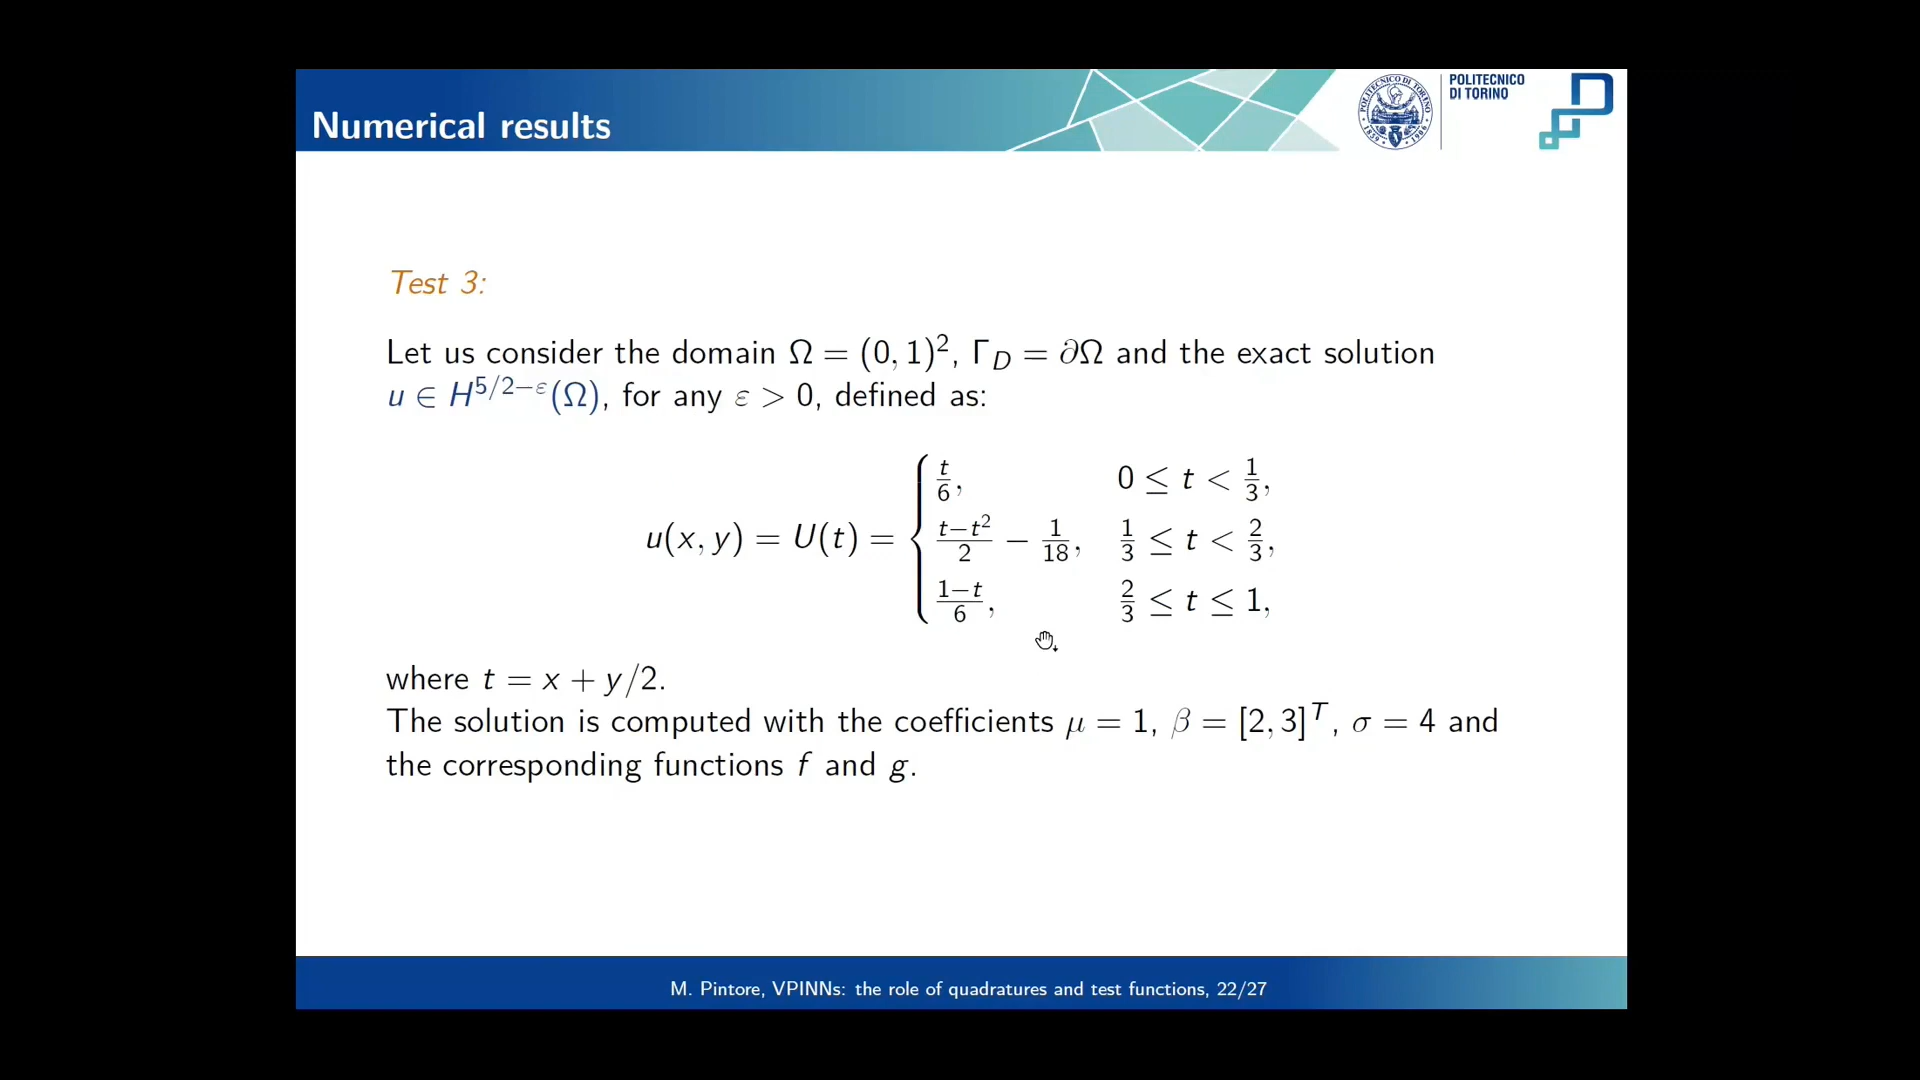 Numerical results
POLITECNICO
DI TORINO
Test 3:
Let us consider the domain Ω = (0, 1)², Γ_D = ∂Ω and the exact solution
u ∈ H^{5/2−ε}(Ω), for any ε > 0, defined as:
u(x, y) = U(t) = { t/6, 0 ≤ t < 1/3,
(t−t²)/2 − 1/18, 1/3 ≤ t < 2/3,
(1−t)/6, 2/3 ≤ t ≤ 1,
where t = x + y/2.
The solution is computed with the coefficients μ = 1, β = [2, 3]^T, σ = 4 and
the corresponding functions f and g.
M. Pintore, VPINNs: the role of quadratures and test functions, 22/27